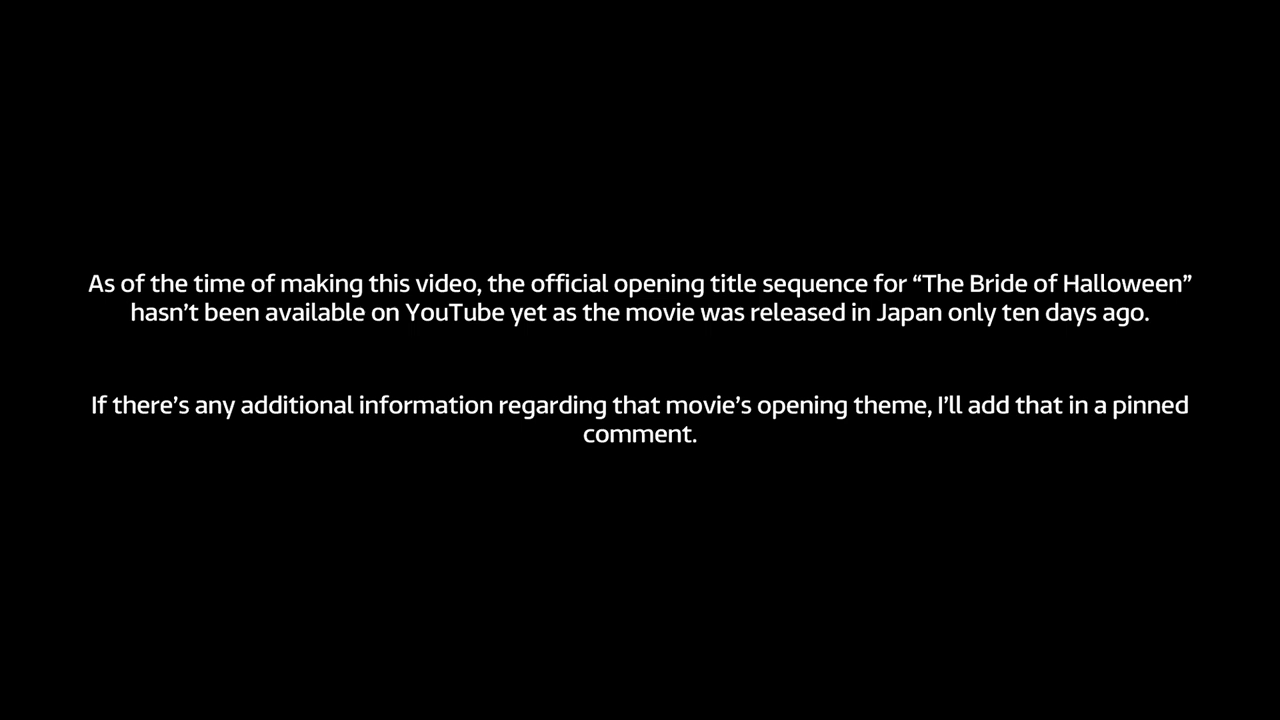 As of the time of making this video, the official opening title sequence for “The Bride of Halloween”
hasn’t been available on YouTube yet as the movie was released in Japan only ten days ago.
If there’s any additional information regarding that movie’s opening theme, I’ll add that in a pinned
comment.